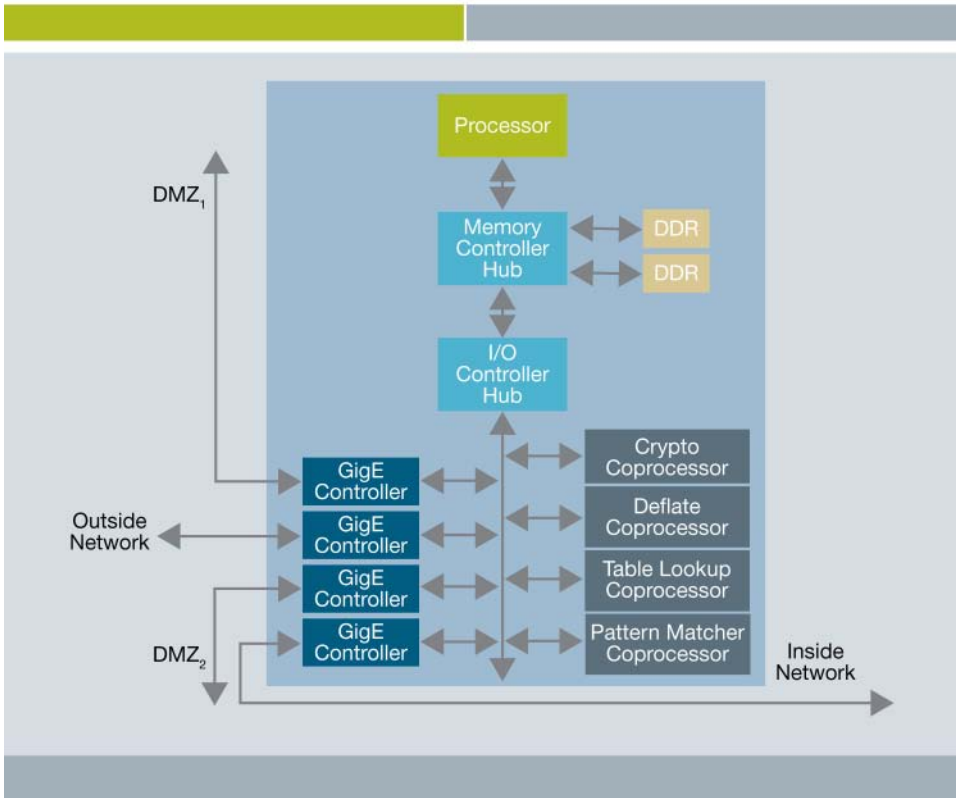 Processor
DMZ₁
Memory
Controller
Hub
DDR
DDR
I/O
Controller
Hub
GigE
Controller
Crypto
Coprocessor
Outside
Network
GigE
Controller
Deflate
Coprocessor
GigE
Controller
Table Lookup
Coprocessor
DMZ₂
GigE
Controller
Pattern Matcher
Coprocessor
Inside
Network